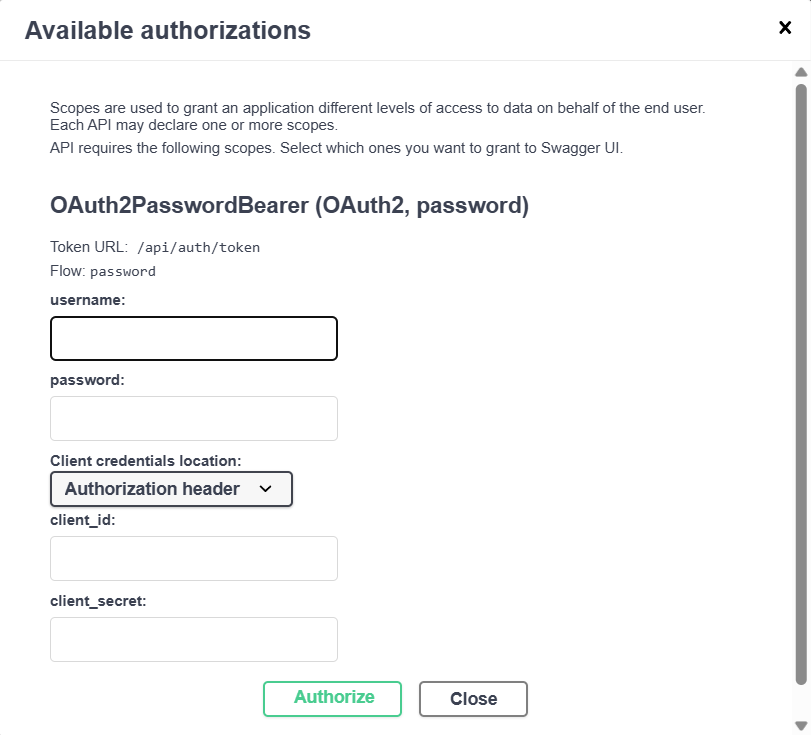 Available authorizations
Scopes are used to grant an application different levels of access to data on behalf of the end user.
Each API may declare one or more scopes.
API requires the following scopes. Select which ones you want to grant to Swagger UI.
OAuth2PasswordBearer (OAuth2, password)
Token URL: /api/auth/token
Flow: password
username:
password:
Client credentials location:
Authorization header
client_id:
client_secret:
Authorize Close